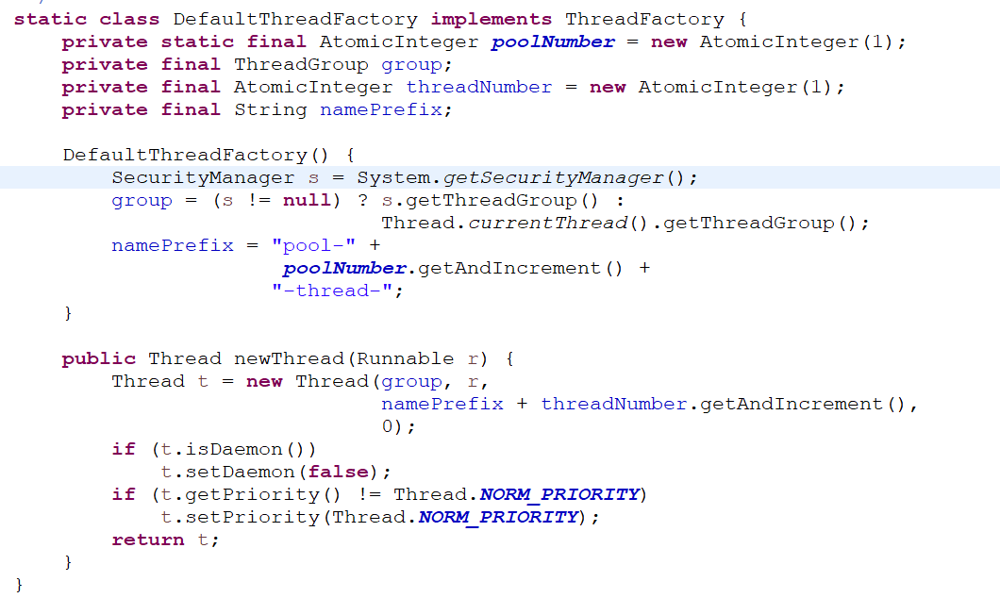 static class DefaultThreadFactory implements ThreadFactory {
    private static final AtomicInteger poolNumber = new AtomicInteger(1);
    private final ThreadGroup group;
    private final AtomicInteger threadNumber = new AtomicInteger(1);
    private final String namePrefix;

    DefaultThreadFactory() {
        SecurityManager s = System.getSecurityManager();
        group = (s != null) ? s.getThreadGroup() :
                              Thread.currentThread().getThreadGroup();
        namePrefix = "pool-" +
                      poolNumber.getAndIncrement() +
                     "-thread-";
    }

    public Thread newThread(Runnable r) {
        Thread t = new Thread(group, r,
                              namePrefix + threadNumber.getAndIncrement(),
                              0);
        if (t.isDaemon())
            t.setDaemon(false);
        if (t.getPriority() != Thread.NORM_PRIORITY)
            t.setPriority(Thread.NORM_PRIORITY);
        return t;
    }
}